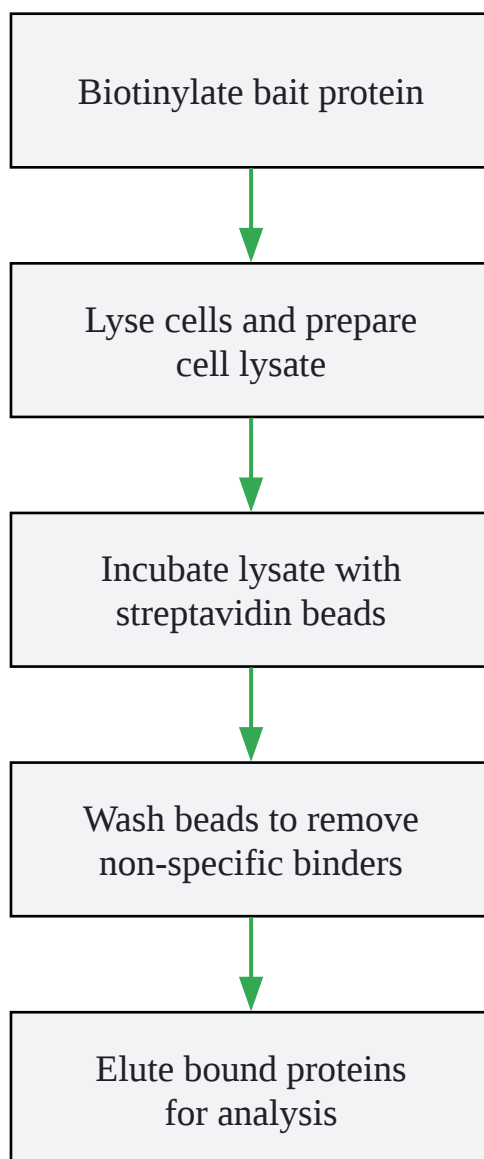 Biotinylate bait protein
Lyse cells and prepare
cell lysate
Incubate lysate with
streptavidin beads
Wash beads to remove
non-specific binders
Elute bound proteins
for analysis